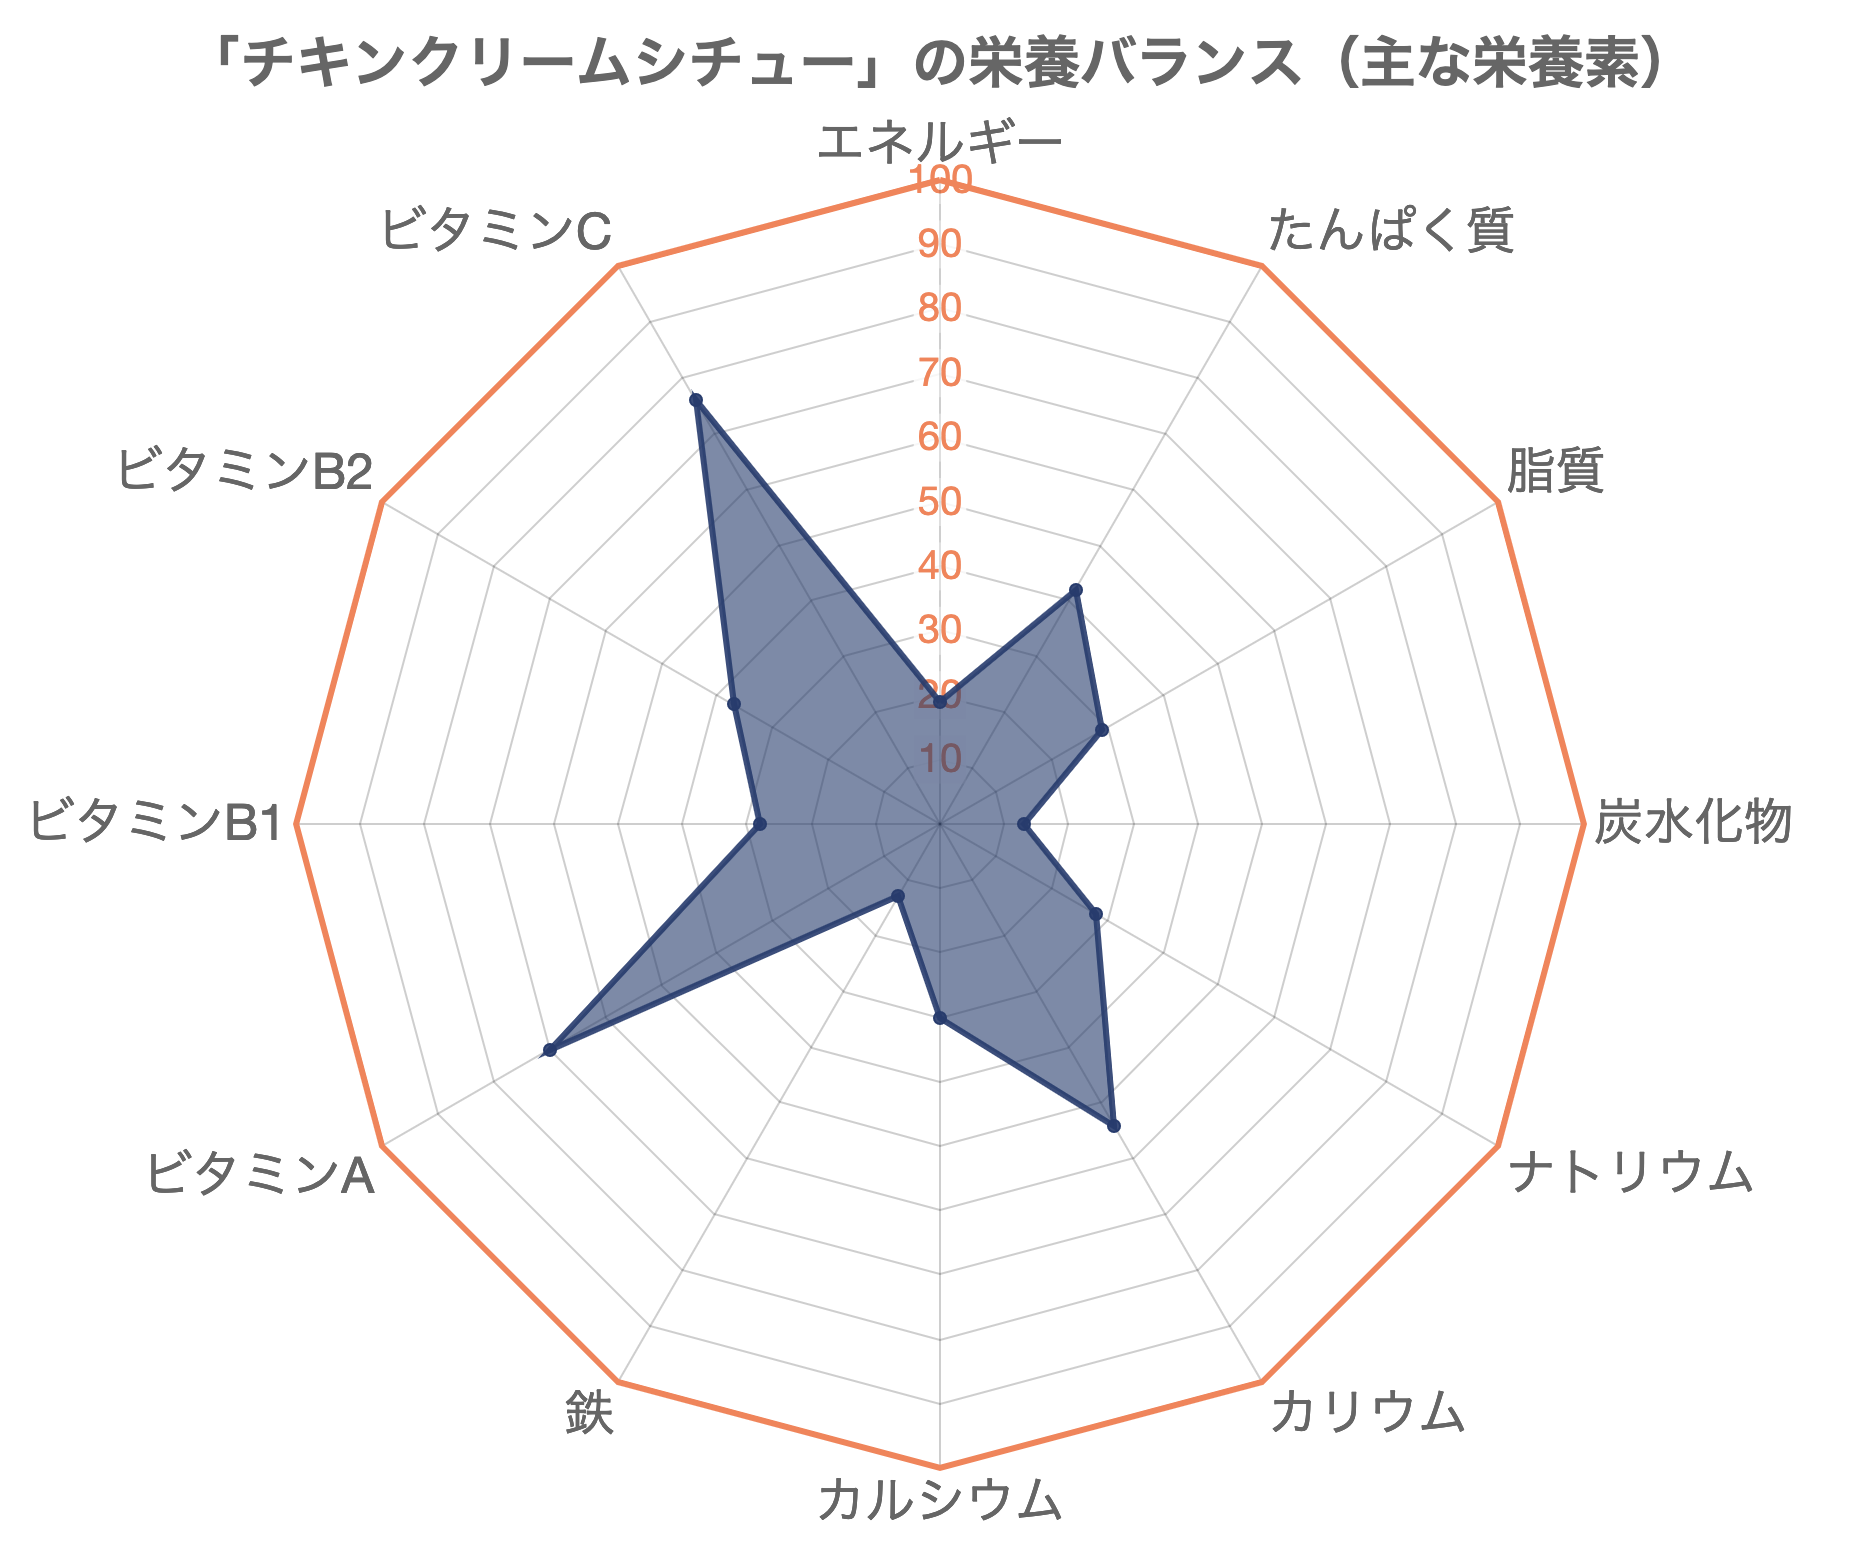 「チキンクリームシチュー」の栄養バランス（主な栄養素）
エネルギー
たんぱく質
脂質
炭水化物
ナトリウム
カリウム
カルシウム
鉄
ビタミンA
ビタミンB1
ビタミンB2
ビタミンC
100
90
80
70
60
50
40
30
20
10